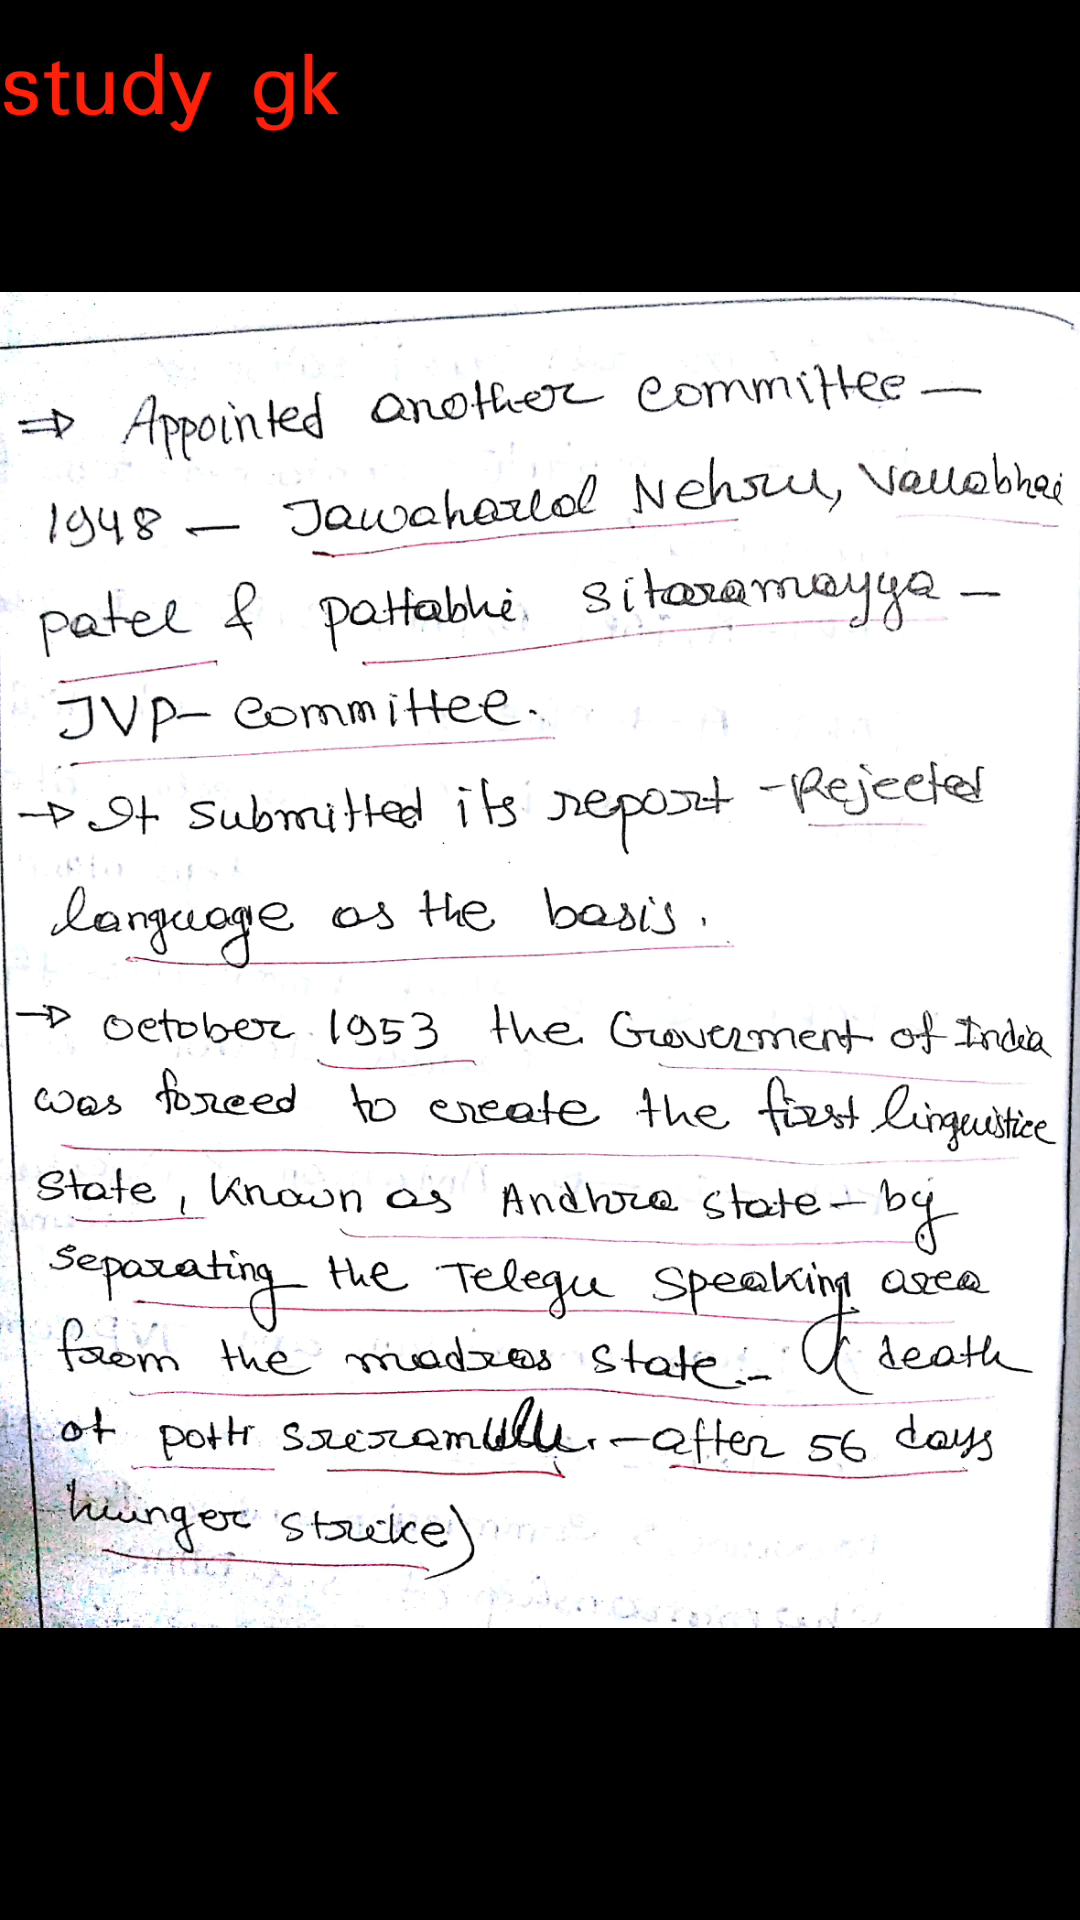 study gk
⇒ Appointed another committee —
1948 — Jawaharlal Nehru, Vallabhai
patel & pattabhi sitaramayya —
JVP- committee.
→ It submitted its report - Rejected
language as the basis.
→ October 1953 the Goverment of India
was forced to create the first linguistice
State, known as Andhra state - by
separating the Telegu speaking area
from the madras state.- ( death
of potti sriramulu. - after 56 days
hunger strike)